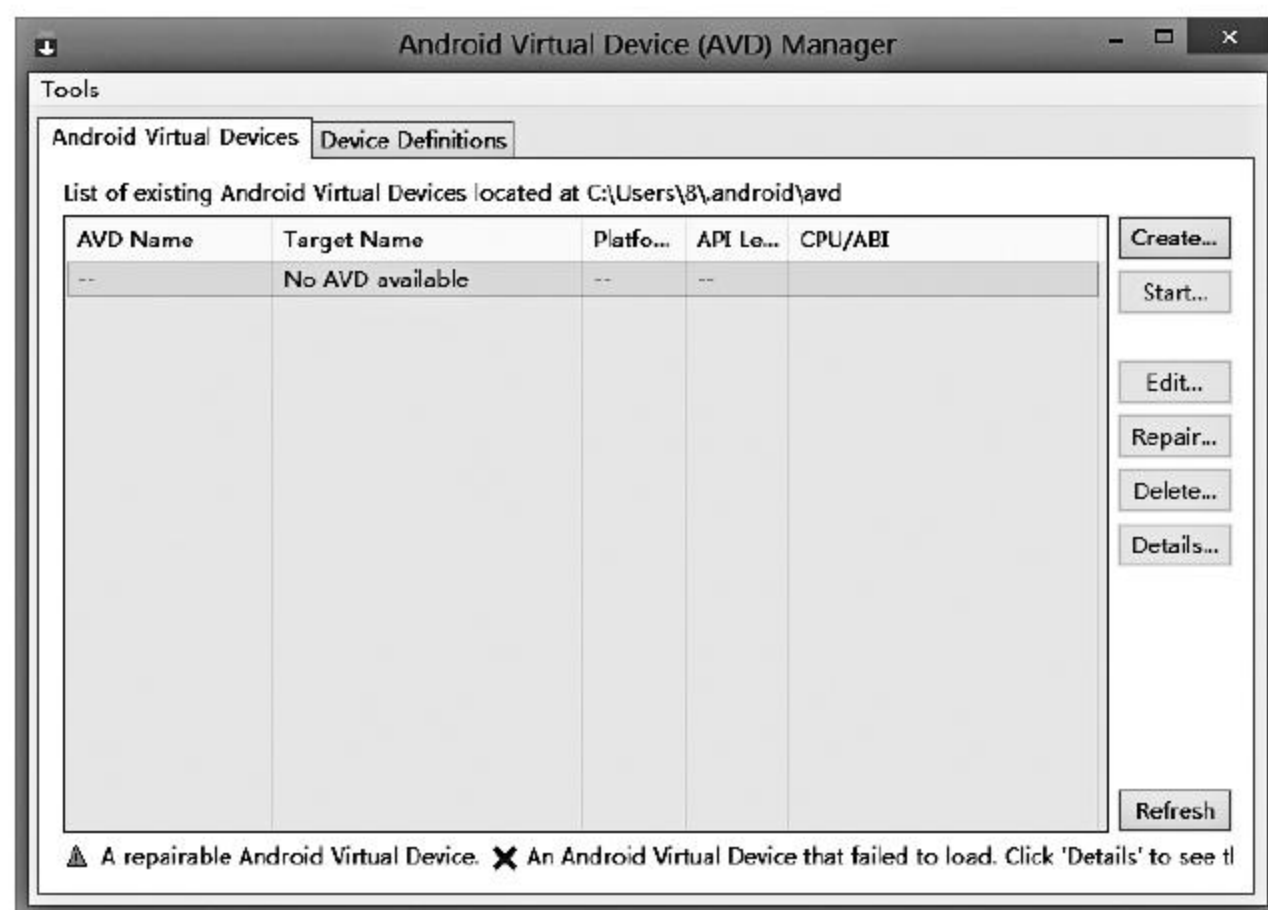 Android Virtual Device (AVD) Manager
Tools
Android Virtual Devices Device Definitions
List of existing Android Virtual Devices located at C:\Users\8\.android\avd
AVD Name Target Name Platfo... API Le... CPU/ABI
-- No AVD available -- --
Create...
Start...
Edit...
Repair...
Delete...
Details...
Refresh
A repairable Android Virtual Device. An Android Virtual Device that failed to load. Click 'Details' to see